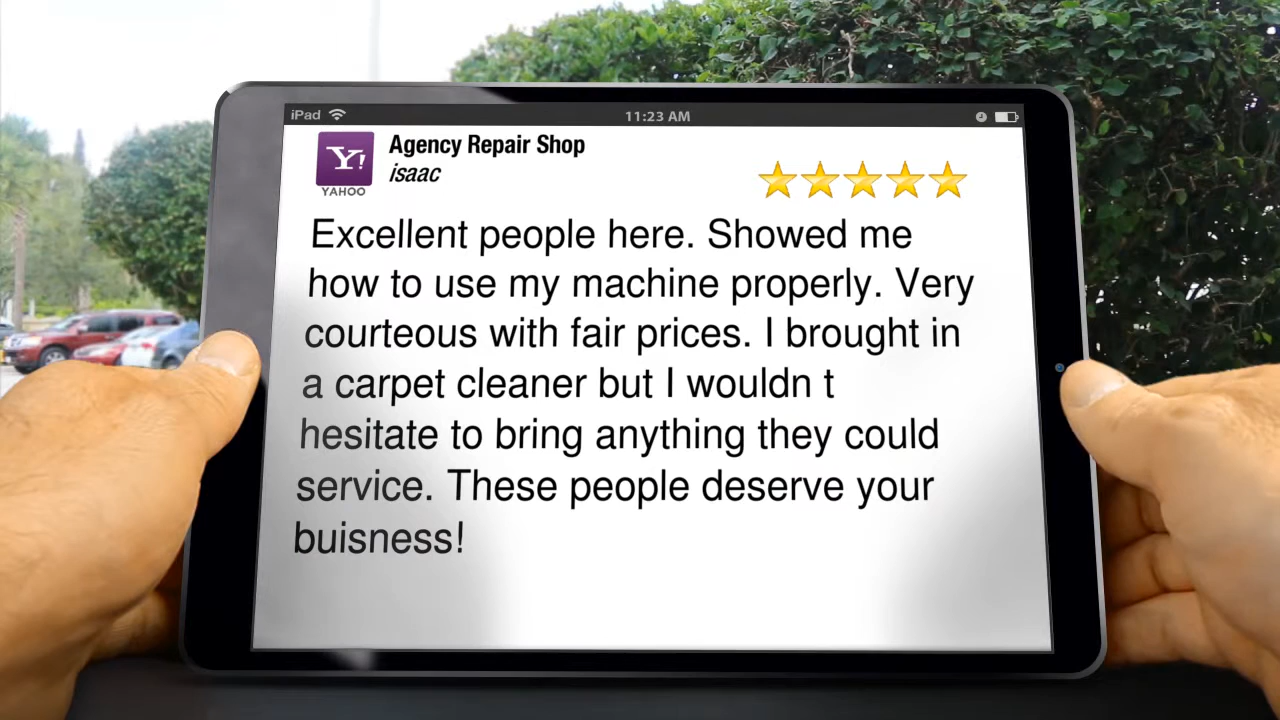 iPad 11:23 AM
Y!
YAHOO
Agency Repair Shop
isaac
Excellent people here. Showed me
how to use my machine properly. Very
courteous with fair prices. I brought in
a carpet cleaner but I wouldn t
hesitate to bring anything they could
service. These people deserve your
buisness!